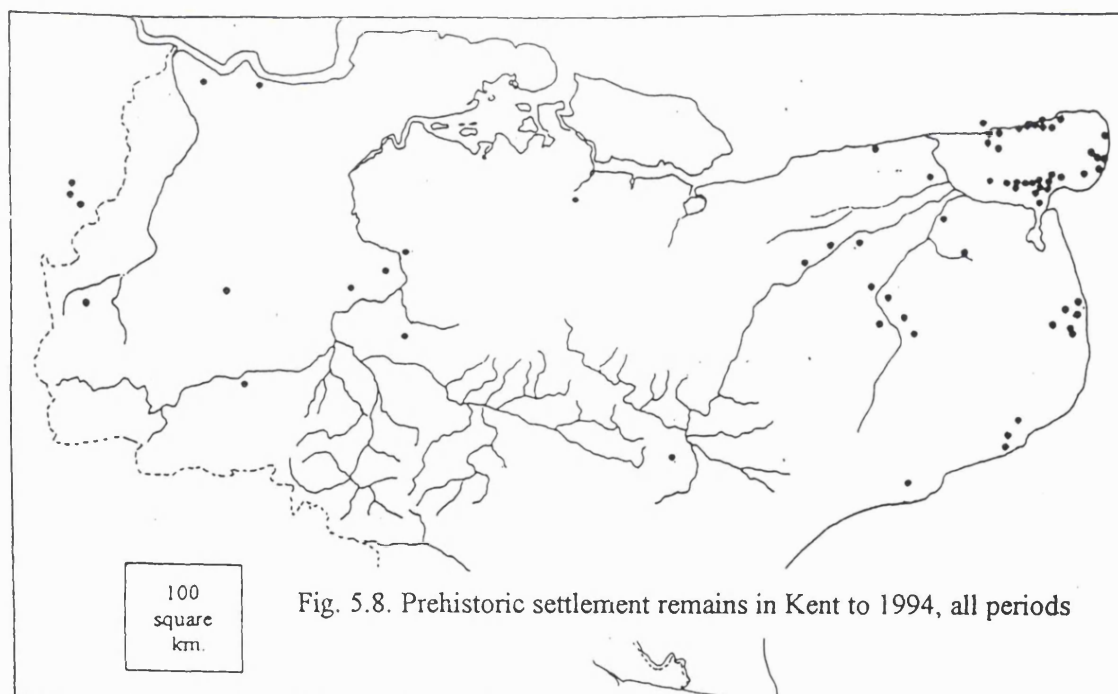 100
square
km.
Fig. 5.8. Prehistoric settlement remains in Kent to 1994, all periods